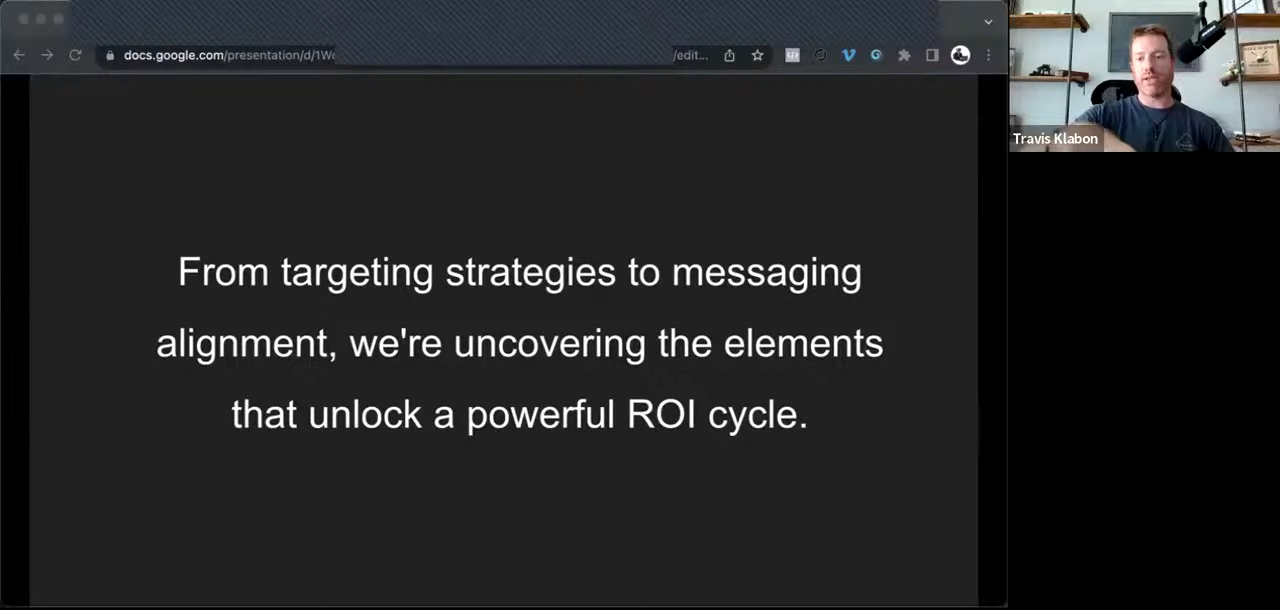 docs.google.com/presentation/d/1We
/edit...
Travis Klabon
From targeting strategies to messaging
alignment, we're uncovering the elements
that unlock a powerful ROI cycle.